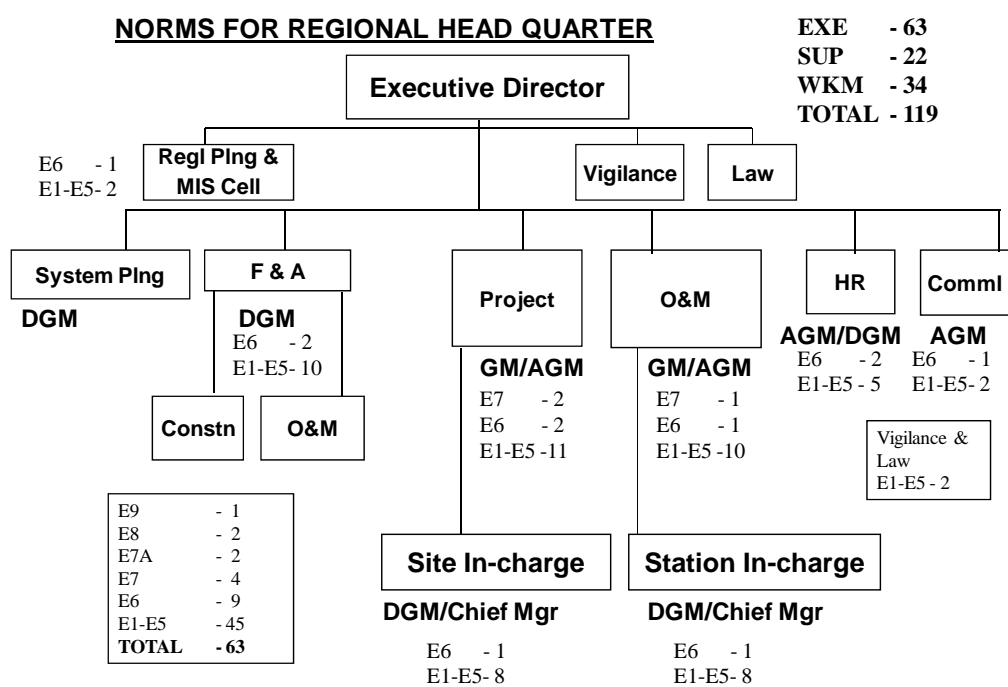 NORMS FOR REGIONAL HEAD QUARTER
EXE - 63
SUP - 22
WKM - 34
TOTAL - 119
Executive Director
E6 - 1
E1-E5- 2
Regl Plng &
MIS Cell
Vigilance
Law
System Plng
DGM
F & A
DGM
E6 - 2
E1-E5- 10
Constn
O&M
Project
GM/AGM
E7 - 2
E6 - 2
E1-E5 -11
O&M
GM/AGM
E7 - 1
E6 - 1
E1-E5 -10
HR
AGM/DGM
E6 - 2
E1-E5 - 5
Comml
AGM
E6 - 1
E1-E5- 2
Vigilance &
Law
E1-E5 - 2
E9 - 1
E8 - 2
E7A - 2
E7 - 4
E6 - 9
E1-E5 - 45
TOTAL - 63
Site In-charge
DGM/Chief Mgr
E6 - 1
E1-E5- 8
Station In-charge
DGM/Chief Mgr
E6 - 1
E1-E5- 8